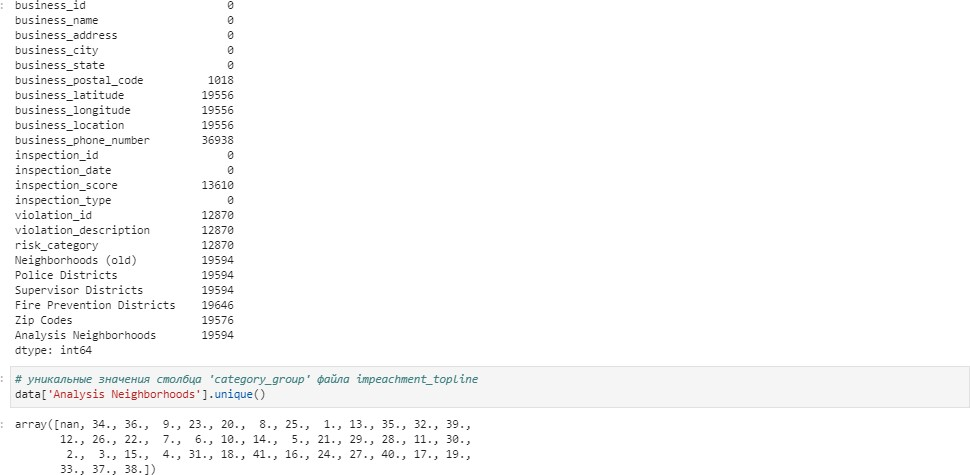 : business_id 0
business_name 0
business_address 0
business_city 0
business_state 0
business_postal_code 1018
business_latitude 19556
business_longitude 19556
business_location 19556
business_phone_number 36938
inspection_id 0
inspection_date 0
inspection_score 13610
inspection_type 0
violation_id 12870
violation_description 12870
risk_category 12870
Neighborhoods (old) 19594
Police Districts 19594
Supervisor Districts 19594
Fire Prevention Districts 19646
Zip Codes 19576
Analysis Neighborhoods 19594
dtype: int64
: # уникальные значения столбца 'category_group' файла impeachment_topline
data['Analysis Neighborhoods'].unique()
: array([nan, 34., 36., 9., 23., 20., 8., 25., 1., 13., 35., 32., 39.,
12., 26., 22., 7., 6., 10., 14., 5., 21., 29., 28., 11., 30.,
2., 3., 15., 4., 31., 18., 41., 16., 24., 27., 40., 17., 19.,
33., 37., 38.])